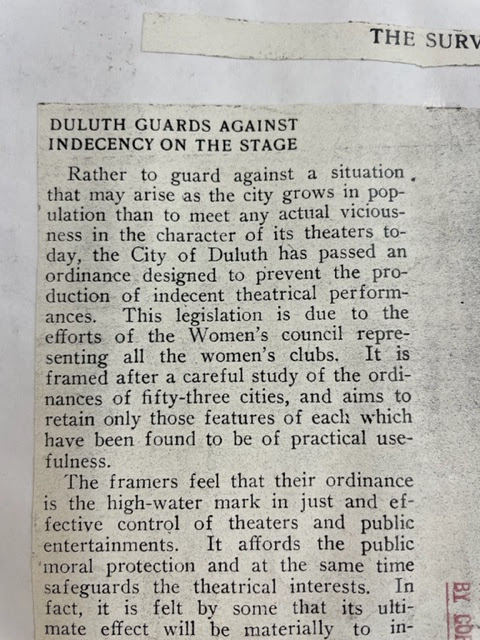 THE SURV
DULUTH GUARDS AGAINST
INDECENCY ON THE STAGE
Rather to guard against a situation
that may arise as the city grows in pop-
ulation than to meet any actual vicious-
ness in the character of its theaters to-
day, the City of Duluth has passed an
ordinance designed to prevent the pro-
duction of indecent theatrical perform-
ances. This legislation is due to the
efforts of the Women's council repre-
senting all the women's clubs. It is
framed after a careful study of the ordi-
nances of fifty-three cities, and aims to
retain only those features of each which
have been found to be of practical use-
fulness.
The framers feel that their ordinance
is the high-water mark in just and ef-
fective control of theaters and public
entertainments. It affords the public
moral protection and at the same time
safeguards the theatrical interests. In
fact, it is felt by some that its ulti-
mate effect will be materially to in-
BY